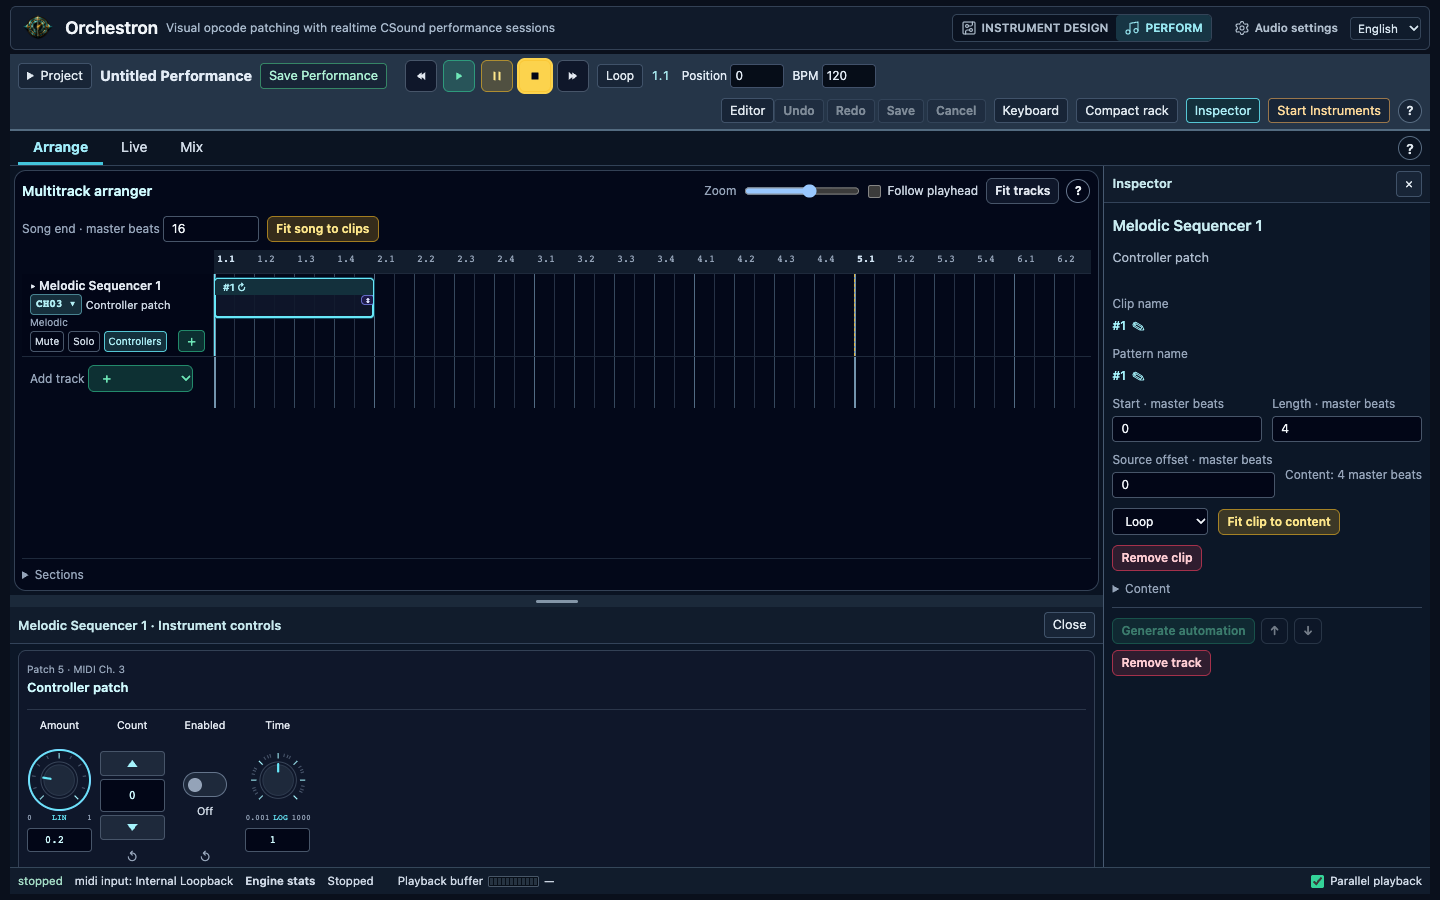 Orchestron Visual opcode patching with realtime CSound performance sessions INSTRUMENT DESIGN PERFORM Audio settings English
Project Untitled Performance Save Performance Loop 1.1 Position 0 BPM 120
Editor Undo Redo Save Cancel Keyboard Compact rack Inspector Start Instruments ?
Arrange Live Mix ?
Multitrack arranger Zoom Follow playhead Fit tracks ?
Song end · master beats 16 Fit song to clips
1.1 1.2 1.3 1.4 2.1 2.2 2.3 2.4 3.1 3.2 3.3 3.4 4.1 4.2 4.3 4.4 5.1 5.2 5.3 5.4 6.1 6.2
Melodic Sequencer 1 #1
CH03 Controller patch
Melodic
Mute Solo Controllers +
Add track +
Sections
Inspector ×
Melodic Sequencer 1
Controller patch
Clip name
#1
Pattern name
#1
Start · master beats Length · master beats
0 4
Source offset · master beats
0 Content: 4 master beats
Loop Fit clip to content
Remove clip
Content
Generate automation ↑ ↓
Remove track
Melodic Sequencer 1 · Instrument controls Close
Patch 5 · MIDI Ch. 3
Controller patch
Amount Count Enabled Time
0
Off
0 LIN 1 0.001 LOG 1000
0.2 1
stopped midi input: Internal Loopback Engine stats Stopped Playback buffer — Parallel playback